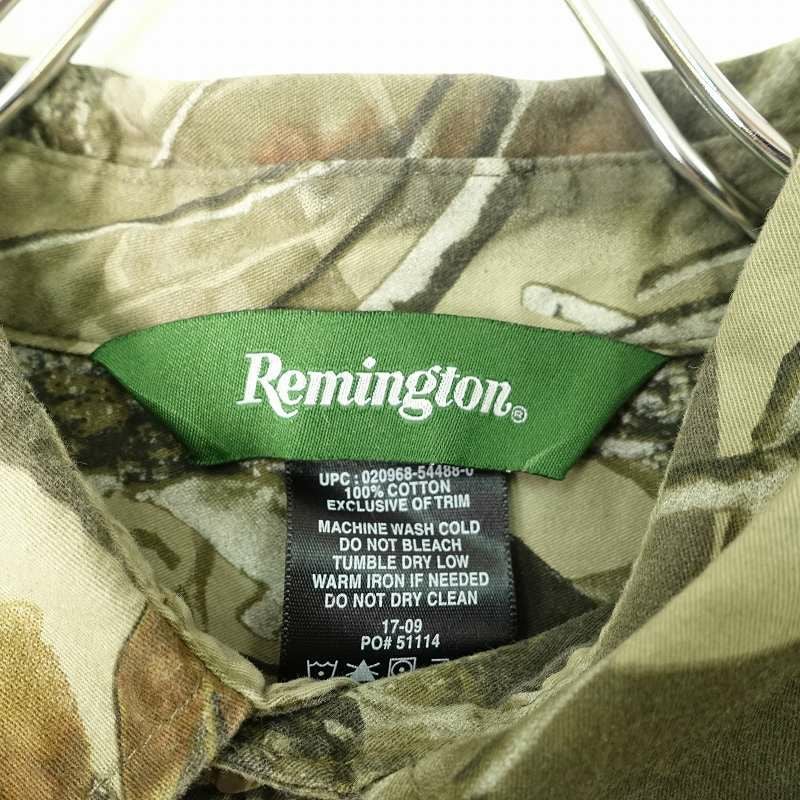 Remington®
UPC: 020968-54488-0
100% COTTON
EXCLUSIVE OF TRIM
MACHINE WASH COLD
DO NOT BLEACH
TUMBLE DRY LOW
WARM IRON IF NEEDED
DO NOT DRY CLEAN
17-09
PO# 51114